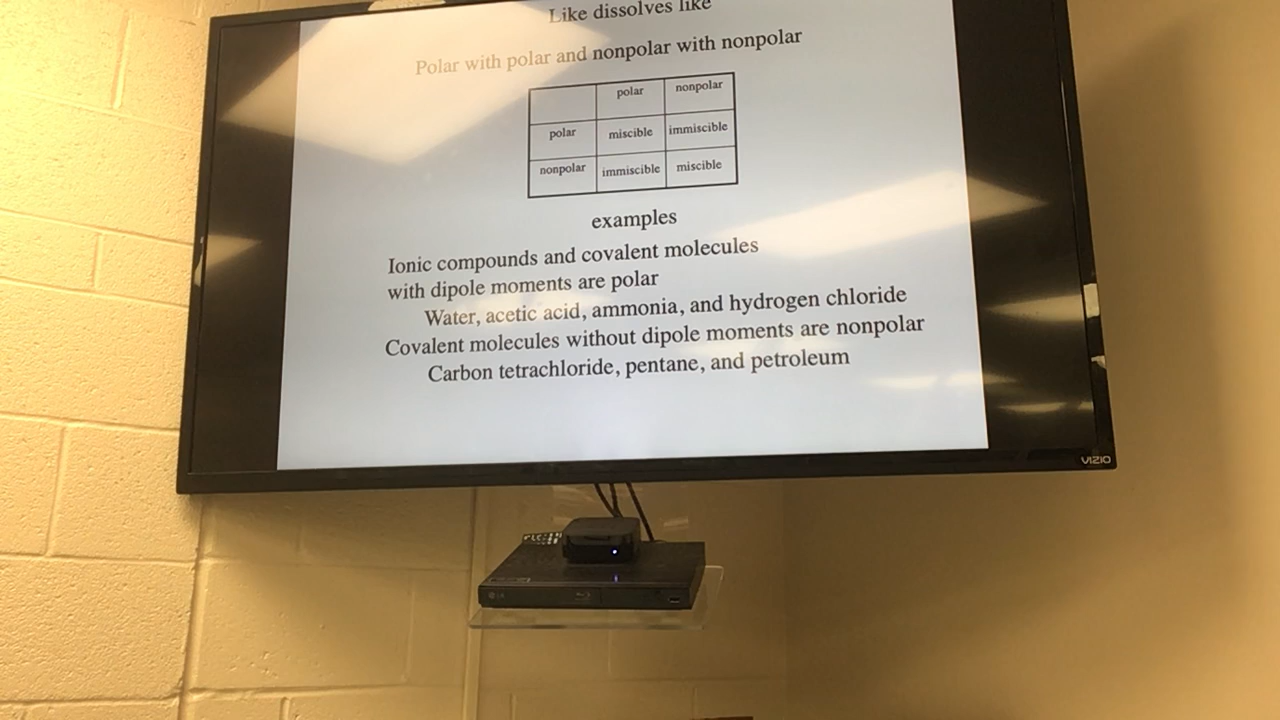 Like dissolves like
Polar with polar and nonpolar with nonpolar
polar nonpolar
polar miscible immiscible
nonpolar immiscible miscible
examples
Ionic compounds and covalent molecules
with dipole moments are polar
Water, acetic acid, ammonia, and hydrogen chloride
Covalent molecules without dipole moments are nonpolar
Carbon tetrachloride, pentane, and petroleum
VIZIO
LG